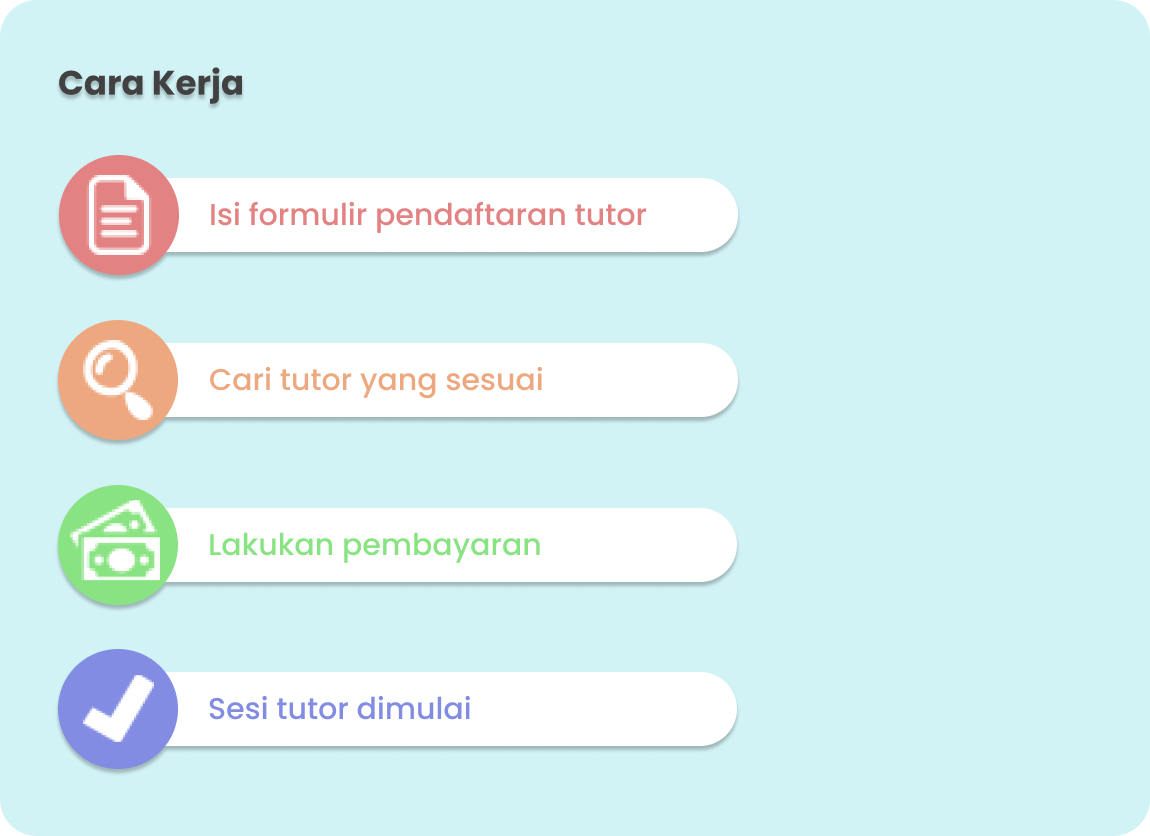 Cara Kerja
Isi formulir pendaftaran tutor
Cari tutor yang sesuai
Lakukan pembayaran
Sesi tutor dimulai